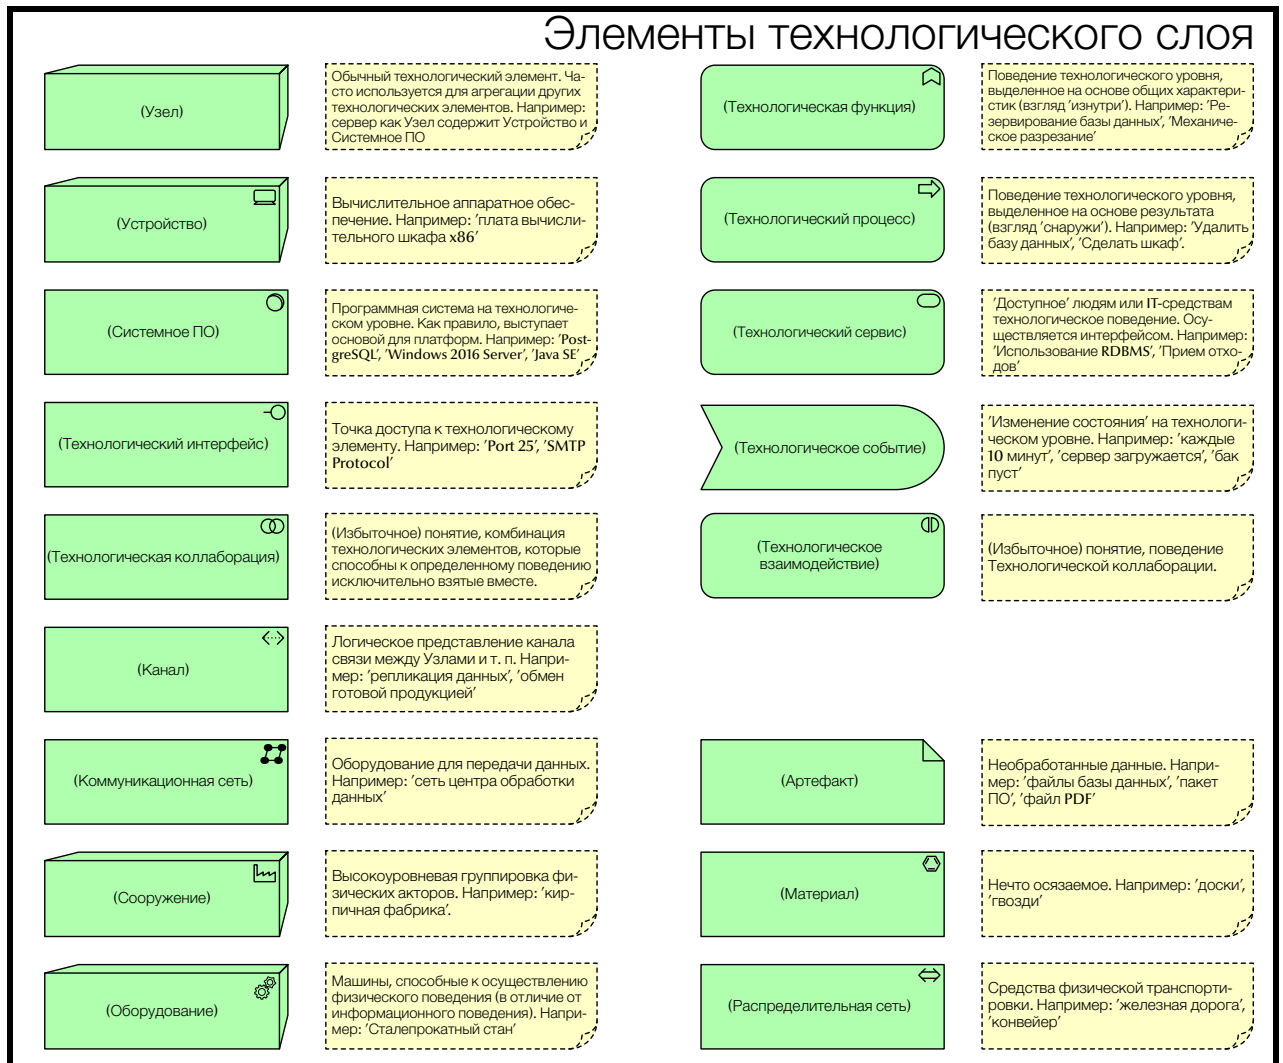 Элементы технологического слоя
(Узел)
Обычный технологический элемент. Ча-
сто используется для агрегации других
технологических элементов. Например:
сервер как Узел содержит Устройство и
Системное ПО
(Технологическая функция)
Поведение технологического уровня,
выделенное на основе общих характери-
стик (взгляд 'изнутри'). Например: 'Ре-
зервирование базы данных', 'Механиче-
ское разрезание'
(Устройство)
Вычислительное аппаратное обес-
печение. Например: 'плата вычисли-
тельного шкафа x86'
(Технологический процесс)
Поведение технологического уровня,
выделенное на основе результата
(взгляд 'снаружи'). Например: 'Удалить
базу данных', 'Сделать шкаф'.
(Системное ПО)
Программная система на технологиче-
ском уровне. Как правило, выступает
основой для платформ. Например: 'Post-
greSQL', 'Windows 2016 Server', 'Java SE'
(Технологический сервис)
'Доступное' людям или IT-средствам
технологическое поведение. Осу-
ществляется интерфейсом. Например:
'Использование RDBMS', 'Прием отхо-
дов'
(Технологический интерфейс)
Точка доступа к технологическому
элементу. Например: 'Port 25', 'SMTP
Protocol'
(Технологическое событие)
'Изменение состояния' на технологи-
ческом уровне. Например: 'каждые
10 минут', 'сервер загружается', 'бак
пуст'
(Технологическая коллаборация)
(Избыточное) понятие, комбинация
технологических элементов, которые
способны к определенному поведению
исключительно взятые вместе.
(Технологическое
взаимодействие)
(Избыточное) понятие, поведение
Технологической коллаборации.
(Канал)
Логическое представление канала
связи между Узлами и т. п. Напри-
мер: 'репликация данных', 'обмен
готовой продукцией'
(Коммуникационная сеть)
Оборудование для передачи данных.
Например: 'сеть центра обработки
данных'
(Артефакт)
Необработанные данные. Напри-
мер: 'файлы базы данных', 'пакет
ПО', 'файл PDF'
(Сооружение)
Высокоуровневая группировка фи-
зических акторов. Например: 'кир-
пичная фабрика'.
(Материал)
Нечто осязаемое. Например: 'доски',
'гвозди'
(Оборудование)
Машины, способные к осуществлению
физического поведения (в отличие от
информационного поведения). Напри-
мер: 'Сталепрокатный стан'
(Распределительная сеть)
Средства физической транспорти-
ровки. Например: 'железная дорога',
'конвейер'